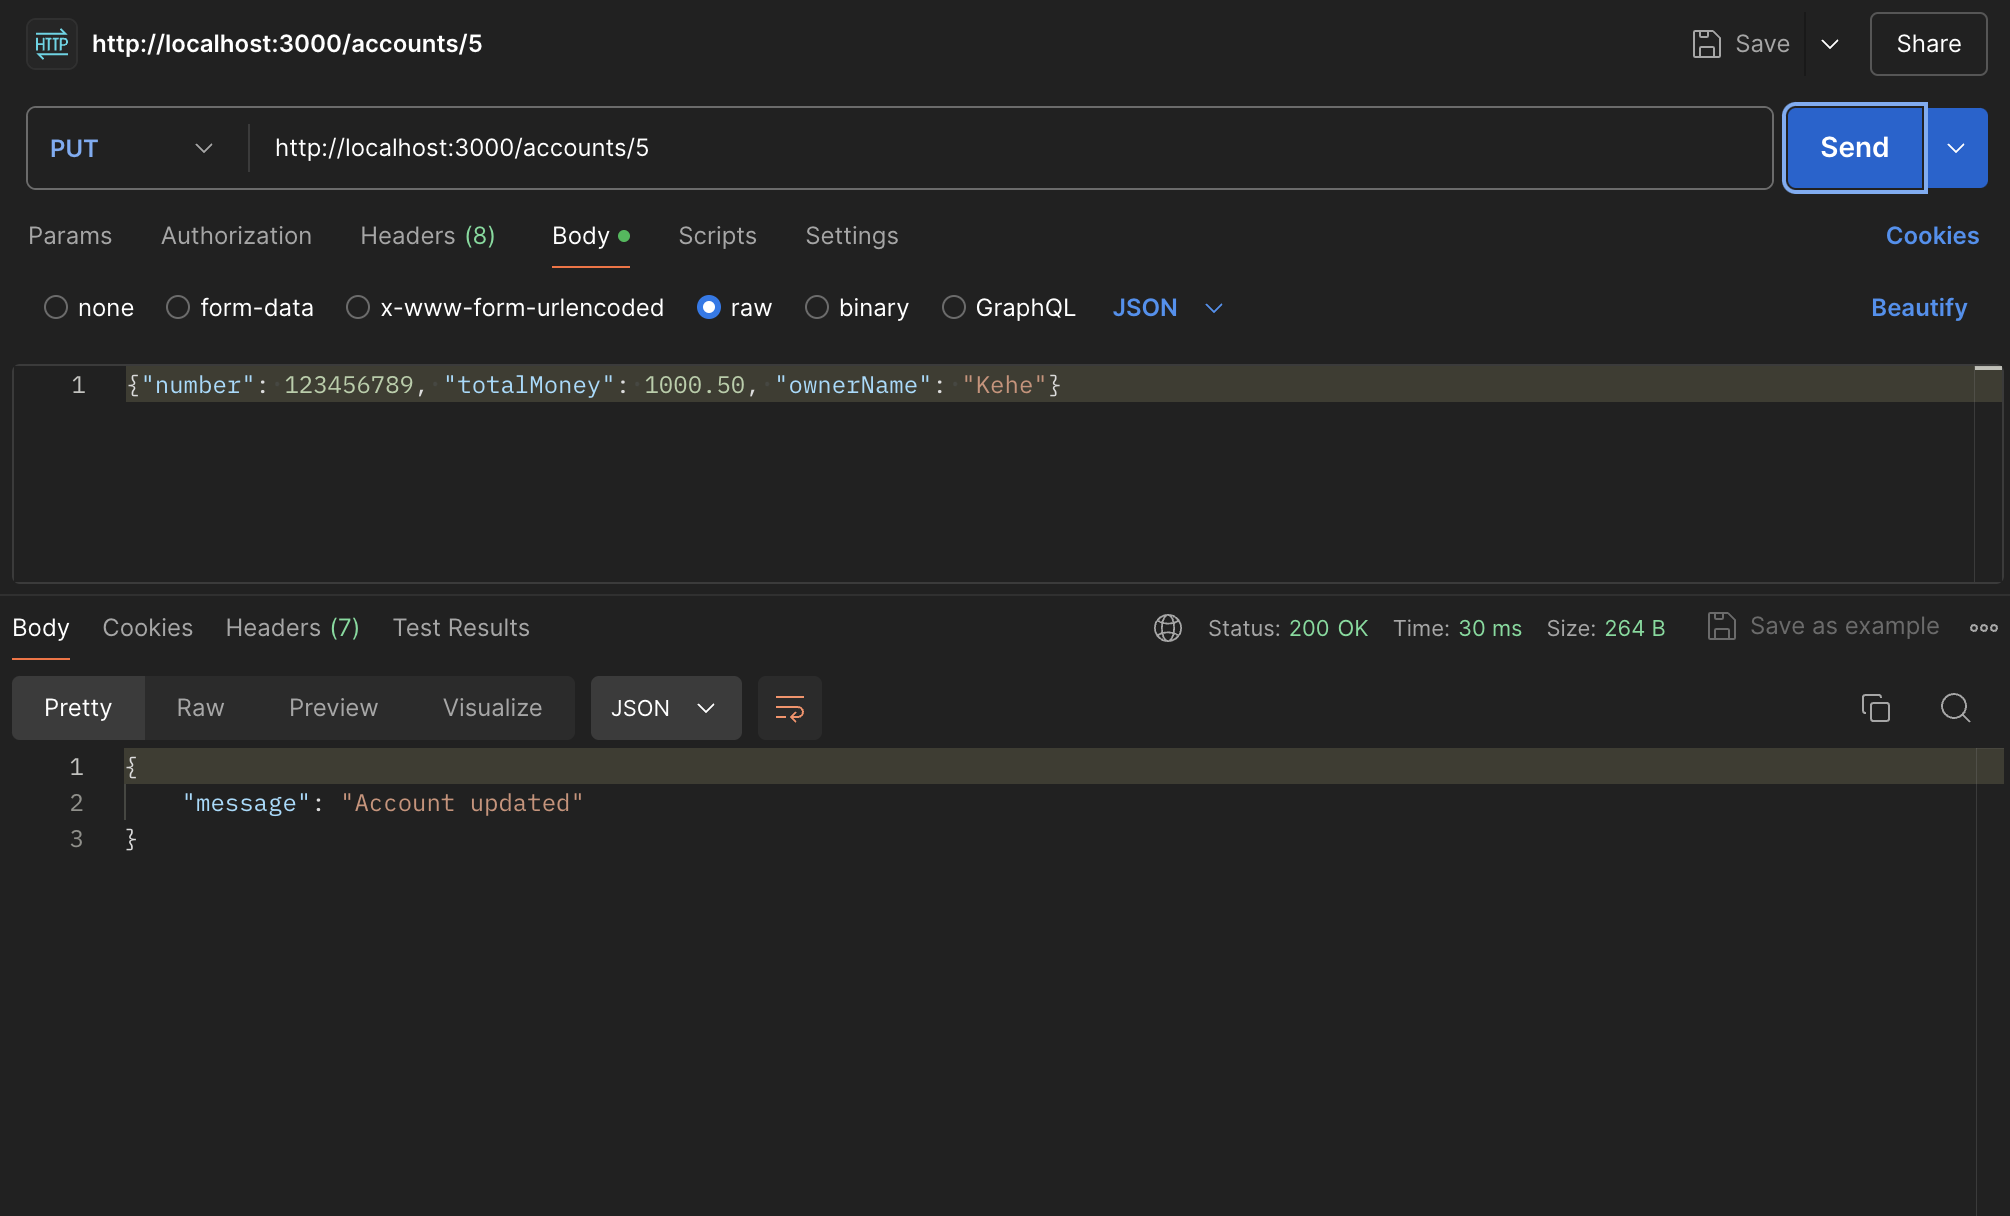 HTTP http://localhost:3000/accounts/5 Save Share
PUT http://localhost:3000/accounts/5 Send
Params Authorization Headers (8) Body Scripts Settings Cookies
none form-data x-www-form-urlencoded raw binary GraphQL JSON Beautify
1 {"number": 123456789, "totalMoney": 1000.50, "ownerName": "Kehe"}
Body Cookies Headers (7) Test Results Status: 200 OK Time: 30 ms Size: 264 B Save as example
Pretty Raw Preview Visualize JSON
1 {
2 "message": "Account updated"
3 }